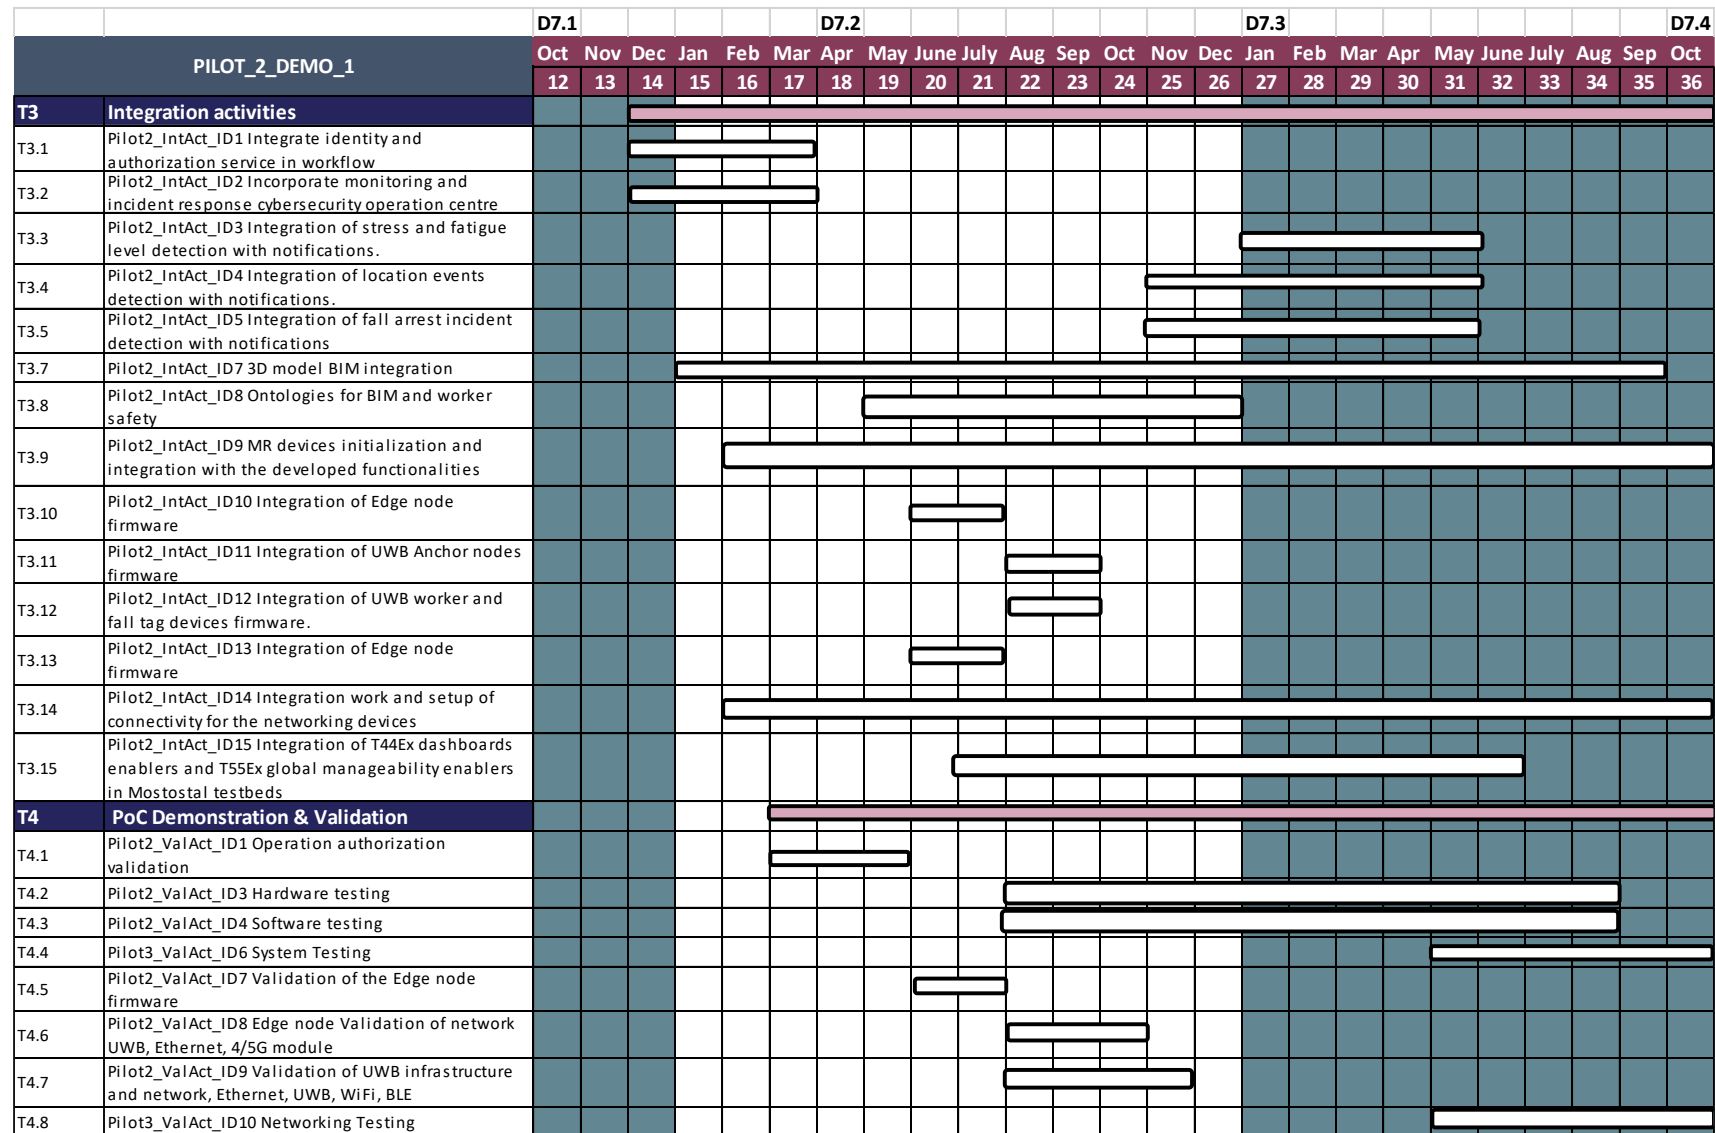 D7.1 D7.2 D7.3 D7.4
PILOT_2_DEMO_1
Oct Nov Dec Jan Feb Mar Apr May June July Aug Sep Oct Nov Dec Jan Feb Mar Apr May June July Aug Sep Oct
12 13 14 15 16 17 18 19 20 21 22 23 24 25 26 27 28 29 30 31 32 33 34 35 36
T3 Integration activities
T3.1 Pilot2_IntAct_ID1 Integrate identity and
authorization service in workflow
T3.2 Pilot2_IntAct_ID2 Incorporate monitoring and
incident response cybersecurity operation centre
T3.3 Pilot2_IntAct_ID3 Integration of stress and fatigue
level detection with notifications.
T3.4 Pilot2_IntAct_ID4 Integration of location events
detection with notifications.
T3.5 Pilot2_IntAct_ID5 Integration of fall arrest incident
detection with notifications
T3.7 Pilot2_IntAct_ID7 3D model BIM integration
T3.8 Pilot2_IntAct_ID8 Ontologies for BIM and worker
safety
T3.9 Pilot2_IntAct_ID9 MR devices initialization and
integration with the developed functionalities
T3.10 Pilot2_IntAct_ID10 Integration of Edge node
firmware
T3.11 Pilot2_IntAct_ID11 Integration of UWB Anchor nodes
firmware
T3.12 Pilot2_IntAct_ID12 Integration of UWB worker and
fall tag devices firmware.
T3.13 Pilot2_IntAct_ID13 Integration of Edge node
firmware
T3.14 Pilot2_IntAct_ID14 Integration work and setup of
connectivity for the networking devices
T3.15 Pilot2_IntAct_ID15 Integration of T44Ex dashboards
enablers and T55Ex global manageability enablers
in Mostostal testbeds
T4 PoC Demonstration & Validation
T4.1 Pilot2_ValAct_ID1 Operation authorization
validation
T4.2 Pilot2_ValAct_ID3 Hardware testing
T4.3 Pilot2_ValAct_ID4 Software testing
T4.4 Pilot3_ValAct_ID6 System Testing
T4.5 Pilot2_ValAct_ID7 Validation of the Edge node
firmware
T4.6 Pilot2_ValAct_ID8 Edge node Validation of network
UWB, Ethernet, 4/5G module
T4.7 Pilot2_ValAct_ID9 Validation of UWB infrastructure
and network, Ethernet, UWB, WiFi, BLE
T4.8 Pilot3_ValAct_ID10 Networking Testing